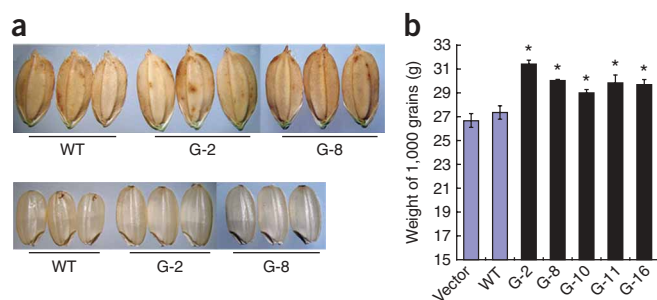 a
WT
G-2
G-8
WT
G-2
G-8
b
Weight of 1,000 grains (g)
33
31
29
27
25
23
21
19
17
15
*
*
*
*
*
Vector
WT
G-2
G-8
G-10
G-11
G-16